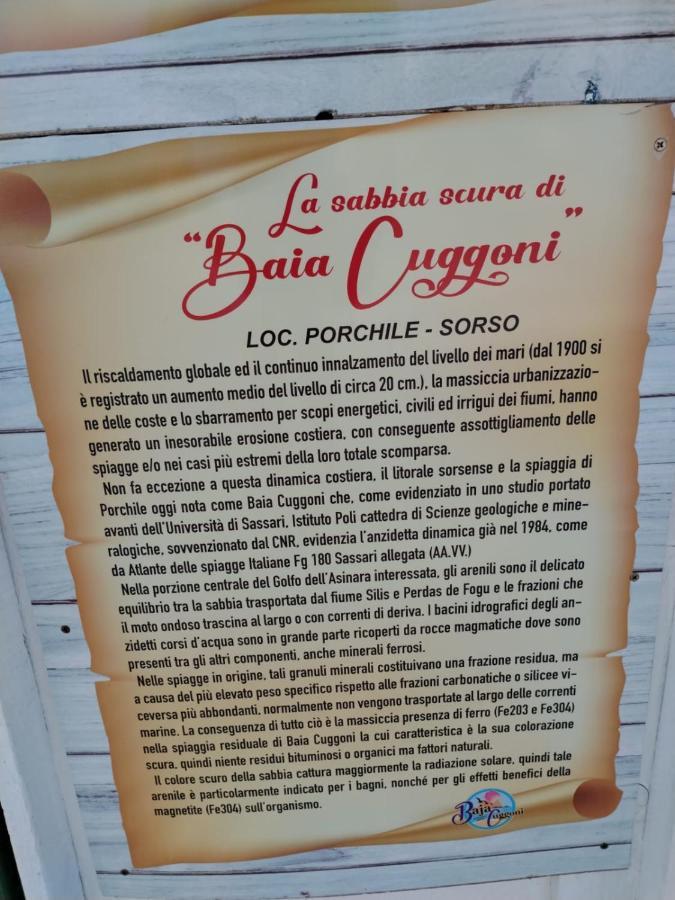 La sabbia scura di
“Baia Cuggoni”
LOC. PORCHILE - SORSO
Il riscaldamento globale ed il continuo innalzamento del livello dei mari (dal 1900 si
è registrato un aumento medio del livello di circa 20 cm.), la massiccia urbanizzazio-
ne delle coste e lo sbarramento per scopi energetici, civili ed irrigui dei fiumi, hanno
generato un inesorabile erosione costiera, con conseguente assottigliamento delle
spiagge e/o nei casi più estremi della loro totale scomparsa.
Non fa eccezione a questa dinamica costiera, il litorale sorsense e la spiaggia di
Porchile oggi nota come Baia Cuggoni che, come evidenziato in uno studio portato
avanti dell'Università di Sassari, Istituto Poli cattedra di Scienze geologiche e mine-
ralogiche, sovvenzionato dal CNR, evidenzia l'anzidetta dinamica già nel 1984, come
da Atlante delle spiagge Italiane Fg 180 Sassari allegata (AA.VV.)
Nella porzione centrale del Golfo dell'Asinara interessata, gli arenili sono il delicato
equilibrio tra la sabbia trasportata dal fiume Silis e Perdas de Fogu e le frazioni che
il moto ondoso trascina al largo o con correnti di deriva. I bacini idrografici degli an-
zidetti corsi d'acqua sono in grande parte ricoperti da rocce magmatiche dove sono
presenti tra gli altri componenti, anche minerali ferrosi.
Nelle spiagge in origine, tali granuli minerali costituivano una frazione residua, ma
a causa del più elevato peso specifico rispetto alle frazioni carbonatiche o silicee vi-
ceversa più abbondanti, normalmente non vengono trasportate al largo delle correnti
marine. La conseguenza di tutto ciò è la massiccia presenza di ferro (Fe203 e Fe304)
nella spiaggia residuale di Baia Cuggoni la cui caratteristica è la sua colorazione
scura, quindi niente residui bituminosi o organici ma fattori naturali.
Il colore scuro della sabbia cattura maggiormente la radiazione solare, quindi tale
arenile è particolarmente indicato per i bagni, nonché per gli effetti benefici della
magnetite (Fe304) sull'organismo.
Baia
Cuggoni